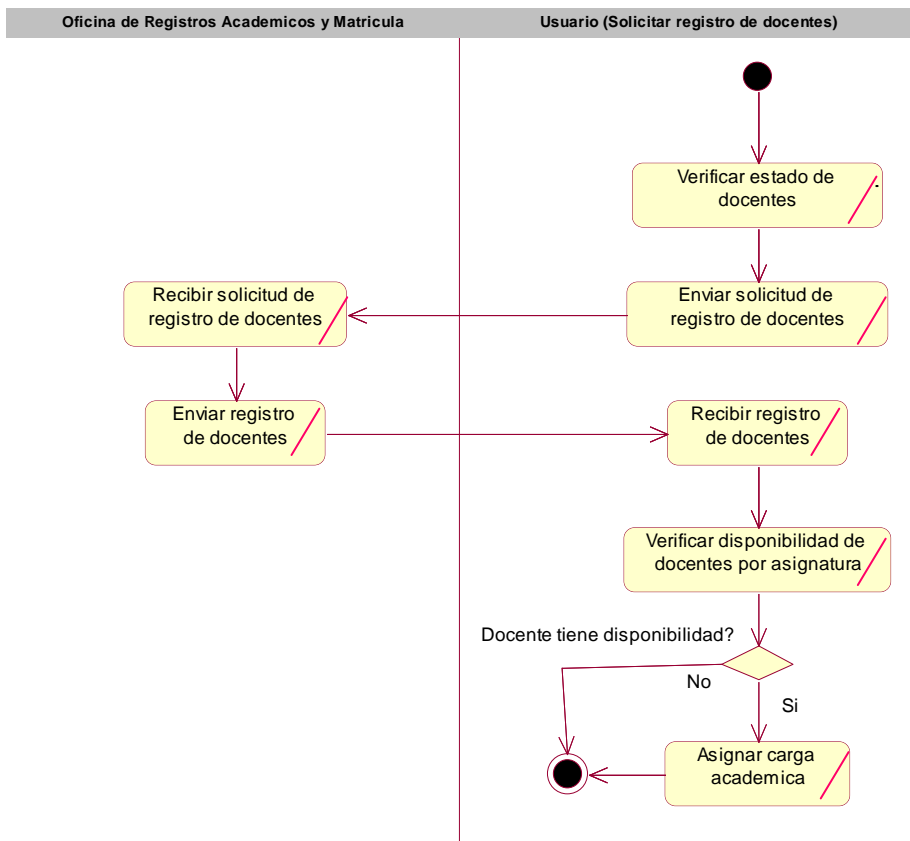 Oficina de Registros Academicos y Matricula
Usuario (Solicitar registro de docentes)
Verificar estado de
docentes
Enviar solicitud de
registro de docentes
Recibir solicitud de
registro de docentes
Enviar registro
de docentes
Recibir registro
de docentes
Verificar disponibilidad de
docentes por asignatura
Docente tiene disponibilidad?
No
Si
Asignar carga
academica